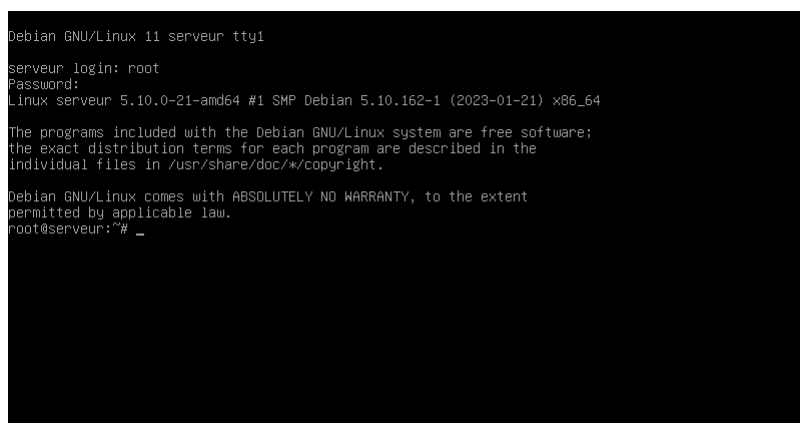 Debian GNU/Linux 11 serveur tty1
serveur login: root
Password:
Linux serveur 5.10.0-21-amd64 #1 SMP Debian 5.10.162-1 (2023-01-21) x86_64
The programs included with the Debian GNU/Linux system are free software;
the exact distribution terms for each program are described in the
individual files in /usr/share/doc/*/copyright.
Debian GNU/Linux comes with ABSOLUTELY NO WARRANTY, to the extent
permitted by applicable law.
root@serveur:~# _